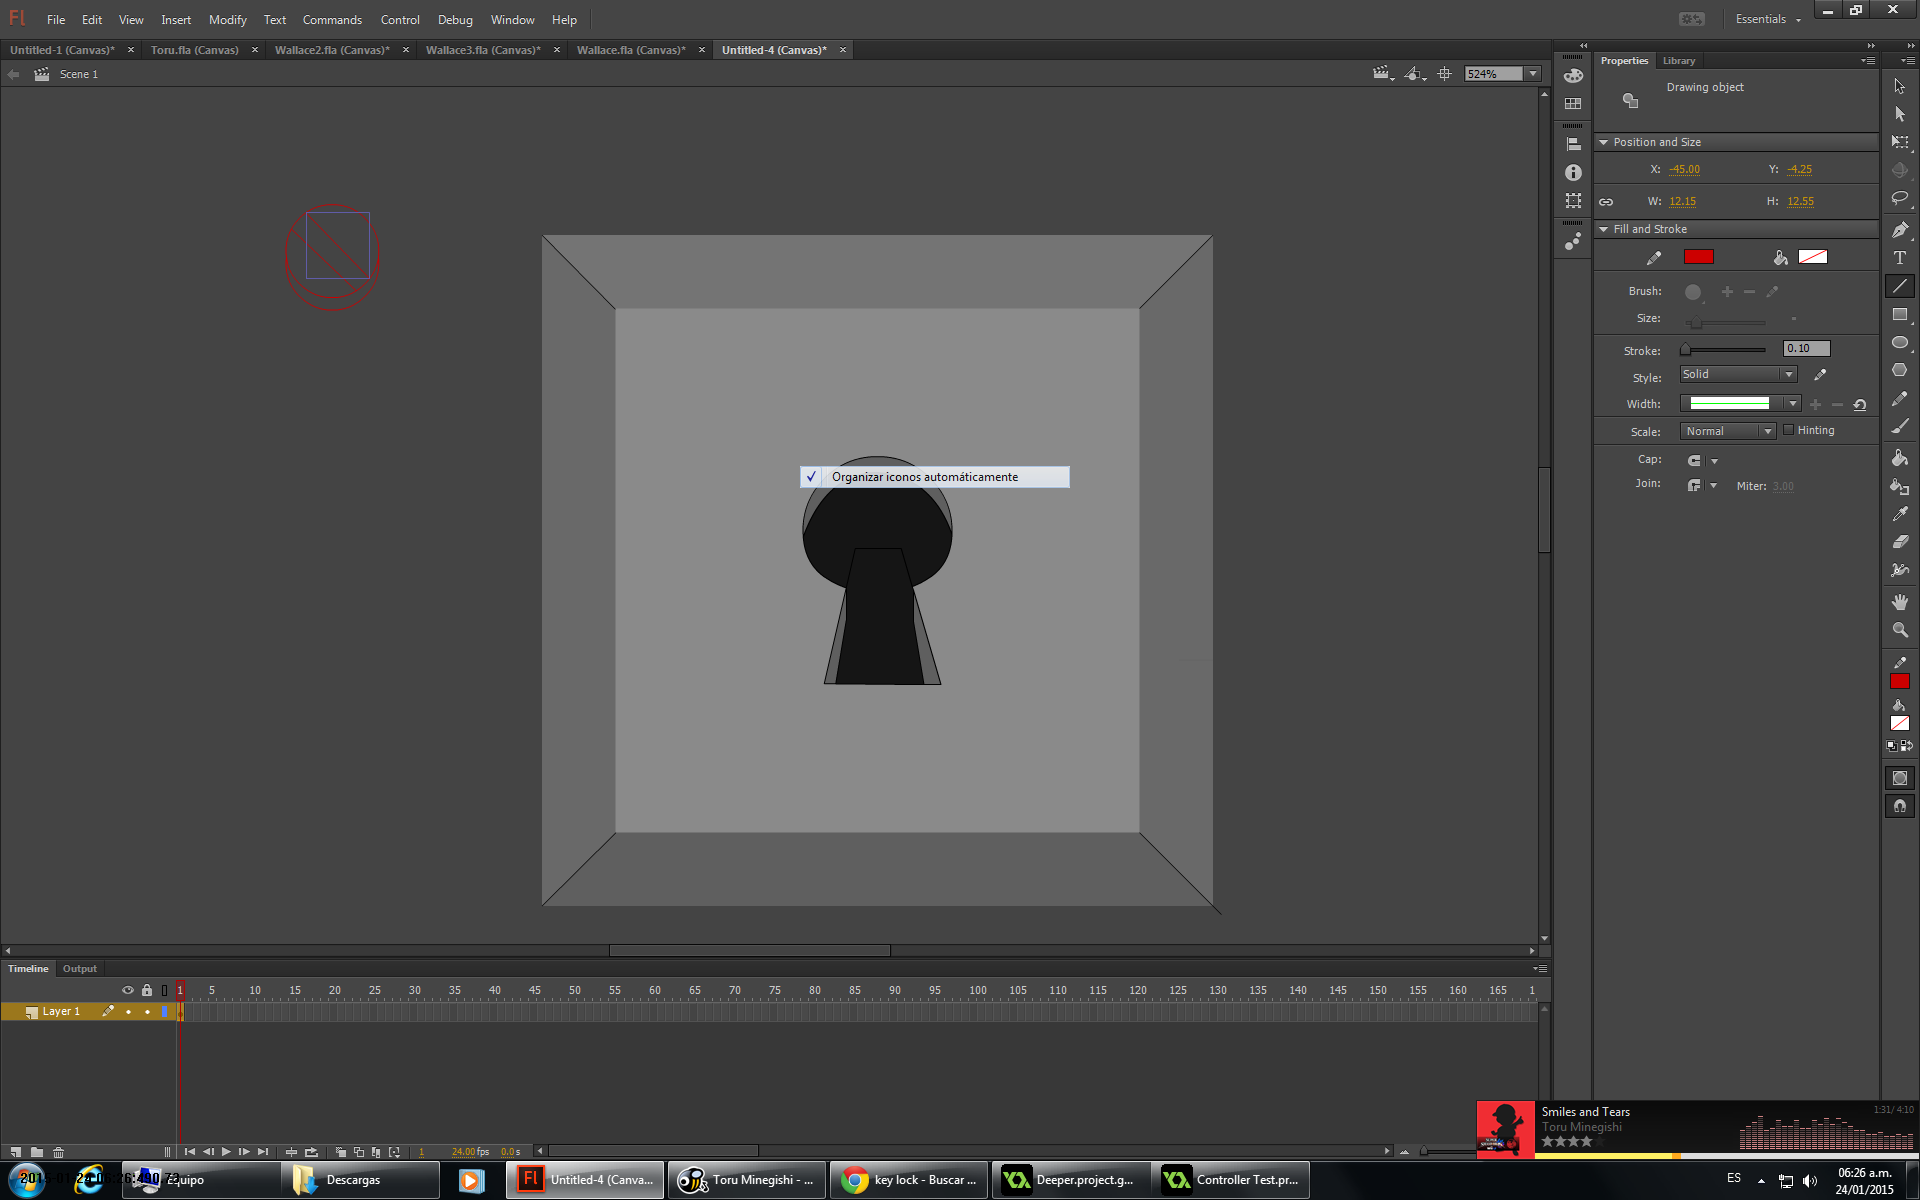 Fl File Edit View Insert Modify Text Commands Control Debug Window Help Essentials
Untitled-1 (Canvas)* Toru.fla (Canvas) Wallace2.fla (Canvas)* Wallace3.fla (Canvas)* Wallace.fla (Canvas)* Untitled-4 (Canvas)*
Scene 1 524%
Properties Library
Drawing object
Position and Size
X: -45.00 Y: -4.25
W: 12.15 H: 12.55
Fill and Stroke
Brush:
Size: -
Stroke: 0.10
Style: Solid
Width:
Scale: Normal Hinting
Cap:
Join: Miter: 3.00
T
✓ Organizar iconos automáticamente
Timeline Output
1 5 10 15 20 25 30 35 40 45 50 55 60 65 70 75 80 85 90 95 100 105 110 115 120 125 130 135 140 145 150 155 160 165 1
Layer 1
1 24.00 fps 0.0 s
Smiles and Tears 1:31/ 4:10
Toru Minegishi
Equipo Descargas Fl Untitled-4 (Canva... Toru Minegishi - ... key lock - Buscar ... Deeper.project.g... Controller Test.pr... ES 06:26 a.m.
24/01/2015